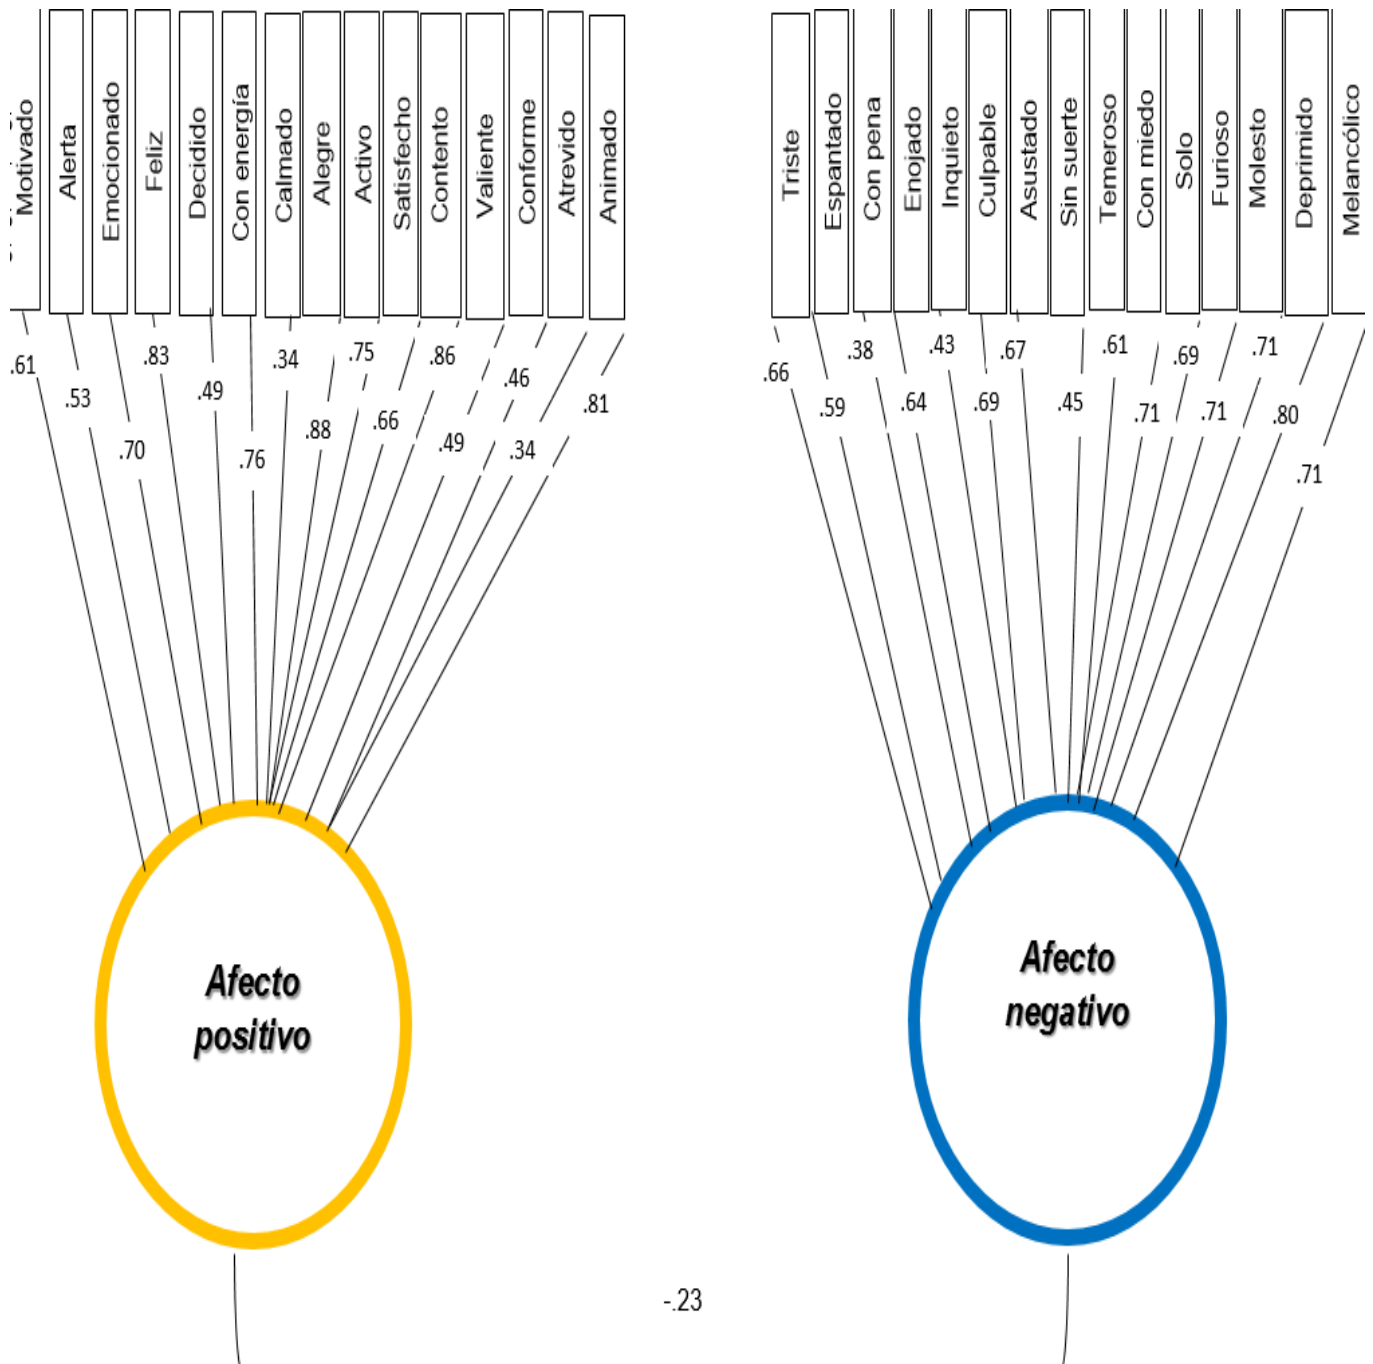 Motivado
Alerta
Emocionado
Feliz
Decidido
Con energía
Calmado
Alegre
Activo
Satisfecho
Contento
Valiente
Conforme
Atrevido
Animado
Triste
Espantado
Con pena
Enojado
Inquieto
Culpable
Asustado
Sin suerte
Temeroso
Con miedo
Solo
Furioso
Molesto
Deprimido
Melancólico
.61
.53
.70
.83
.49
.76
.34
.88
.75
.66
.86
.49
.46
.34
.81
.66
.59
.38
.64
.43
.69
.67
.45
.61
.71
.69
.71
.71
.80
.71
Afecto
positivo
Afecto
negativo
-.23